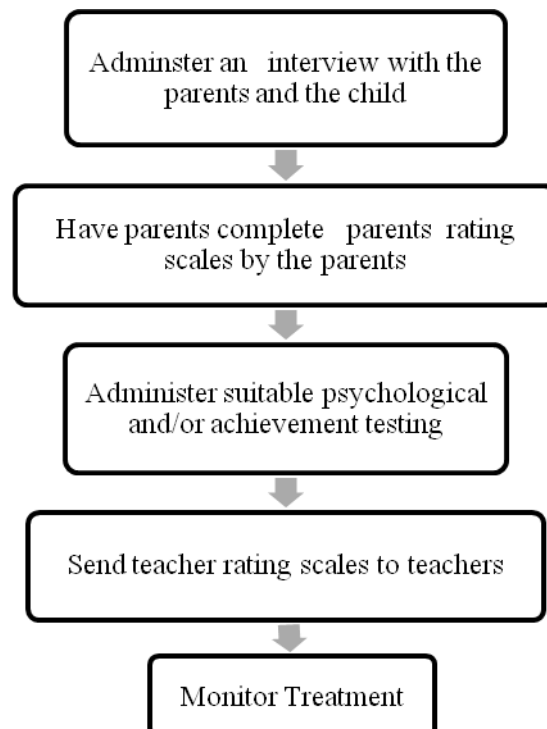 Adminster an interview with the
parents and the child
Have parents complete parents rating
scales by the parents
Administer suitable psychological
and/or achievement testing
Send teacher rating scales to teachers
Monitor Treatment